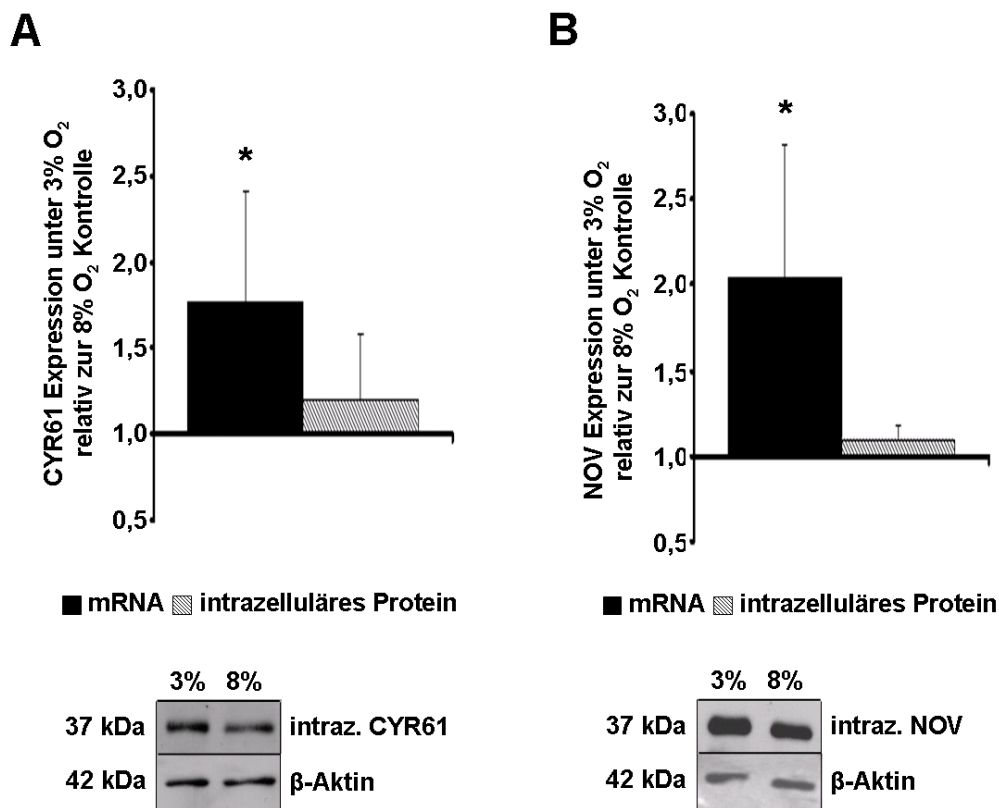 A
CYR61 Expression unter 3% O₂
relativ zur 8% O₂ Kontrolle
3,0
2,5
2,0
1,5
1,0
0,5
*
mRNA intrazelluläres Protein
3% 8%
37 kDa intraz. CYR61
42 kDa β-Aktin
B
NOV Expression unter 3% O₂
relativ zur 8% O₂ Kontrolle
3,0
2,5
2,0
1,5
1,0
0,5
*
mRNA intrazelluläres Protein
3% 8%
37 kDa intraz. NOV
42 kDa β-Aktin